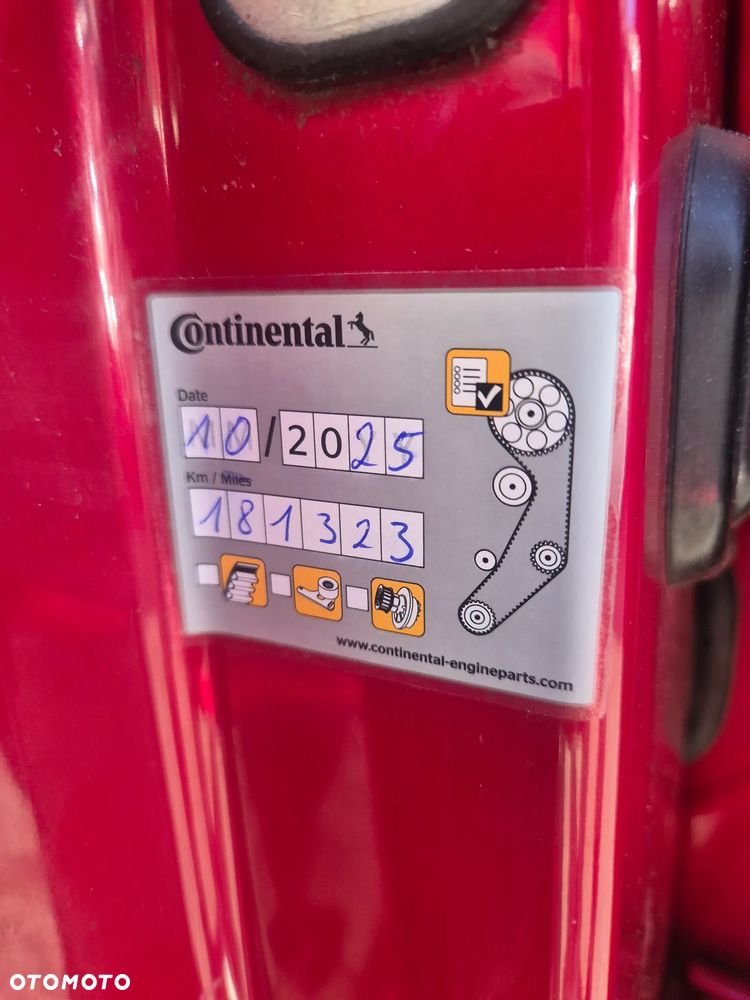 Continental
Date
10/2025
Km / Miles
181323
www.continental-engineparts.com
OTOMOTO